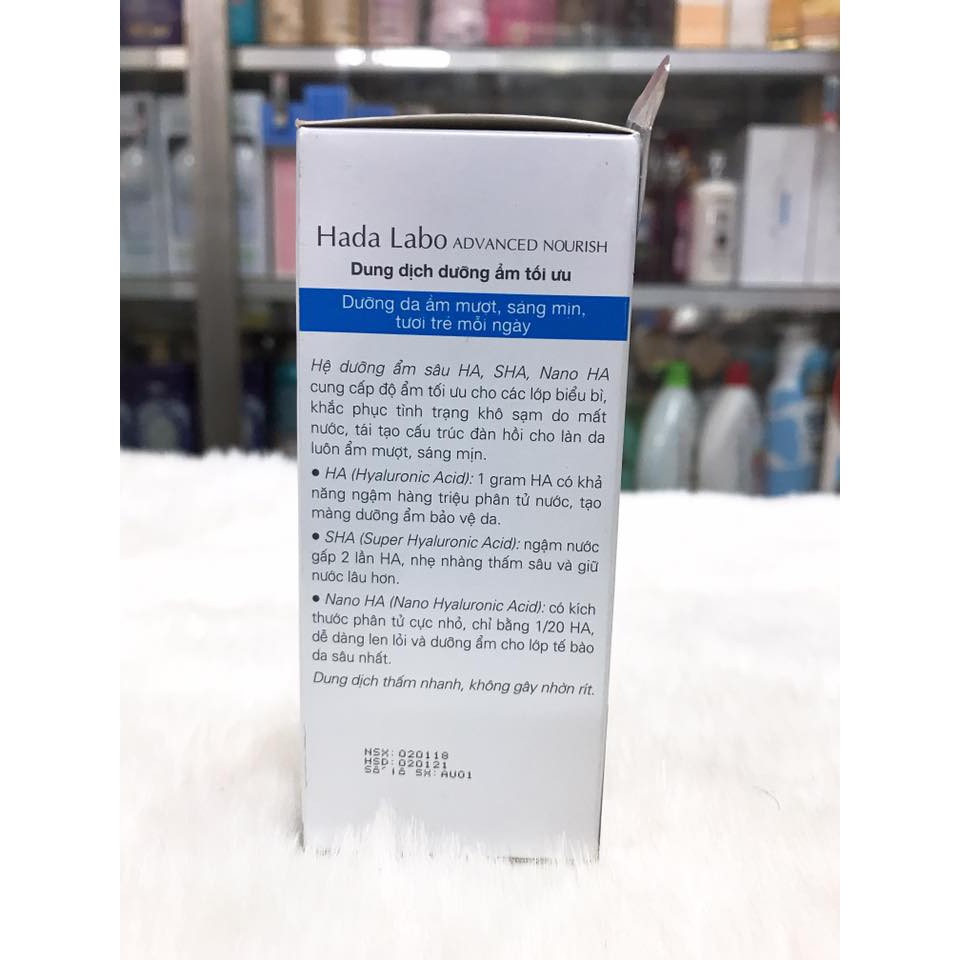 Hada Labo ADVANCED NOURISH
Dung dịch dưỡng ẩm tối ưu
Dưỡng da ẩm mượt, sáng mịn,
tươi trẻ mỗi ngày
Hệ dưỡng ẩm sâu HA, SHA, Nano HA
cung cấp độ ẩm tối ưu cho các lớp biểu bì,
khắc phục tình trạng khô sạm do mất
nước, tái tạo cấu trúc đàn hồi cho làn da
luôn ẩm mượt, sáng mịn.
• HA (Hyaluronic Acid): 1 gram HA có khả
năng ngậm hàng triệu phân tử nước, tạo
màng dưỡng ẩm bảo vệ da.
• SHA (Super Hyaluronic Acid): ngậm nước
gấp 2 lần HA, nhẹ nhàng thấm sâu và giữ
nước lâu hơn.
• Nano HA (Nano Hyaluronic Acid): có kích
thước phân tử cực nhỏ, chỉ bằng 1/20 HA,
dễ dàng len lỏi và dưỡng ẩm cho lớp tế bào
da sâu nhất.
Dung dịch thấm nhanh, không gây nhờn rít.
NSX: 020118
HSD: 020121
Số lô SX: AU01